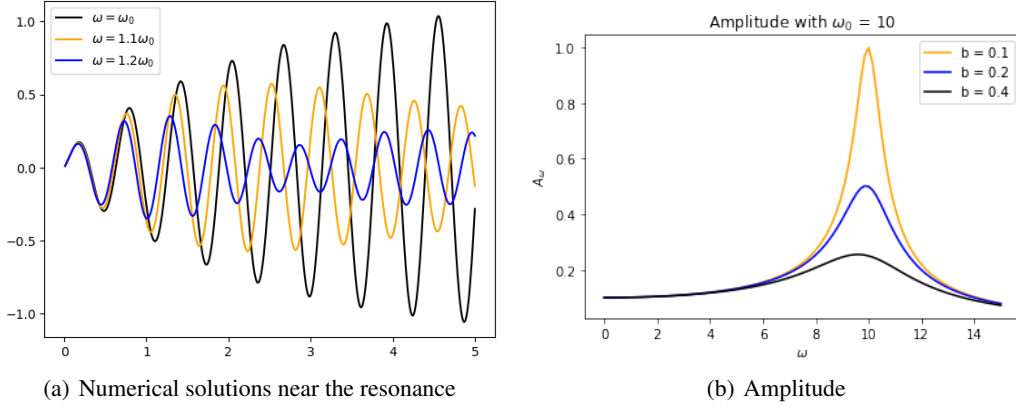 ω = ω₀
ω = 1.1ω₀
ω = 1.2ω₀
1.0
0.5
0.0
−0.5
−1.0
0 1 2 3 4 5
(a) Numerical solutions near the resonance
Amplitude with ω₀ = 10
b = 0.1
b = 0.2
b = 0.4
1.0
0.8
0.6
0.4
0.2
A_ω
0 2 4 6 8 10 12 14
ω
(b) Amplitude